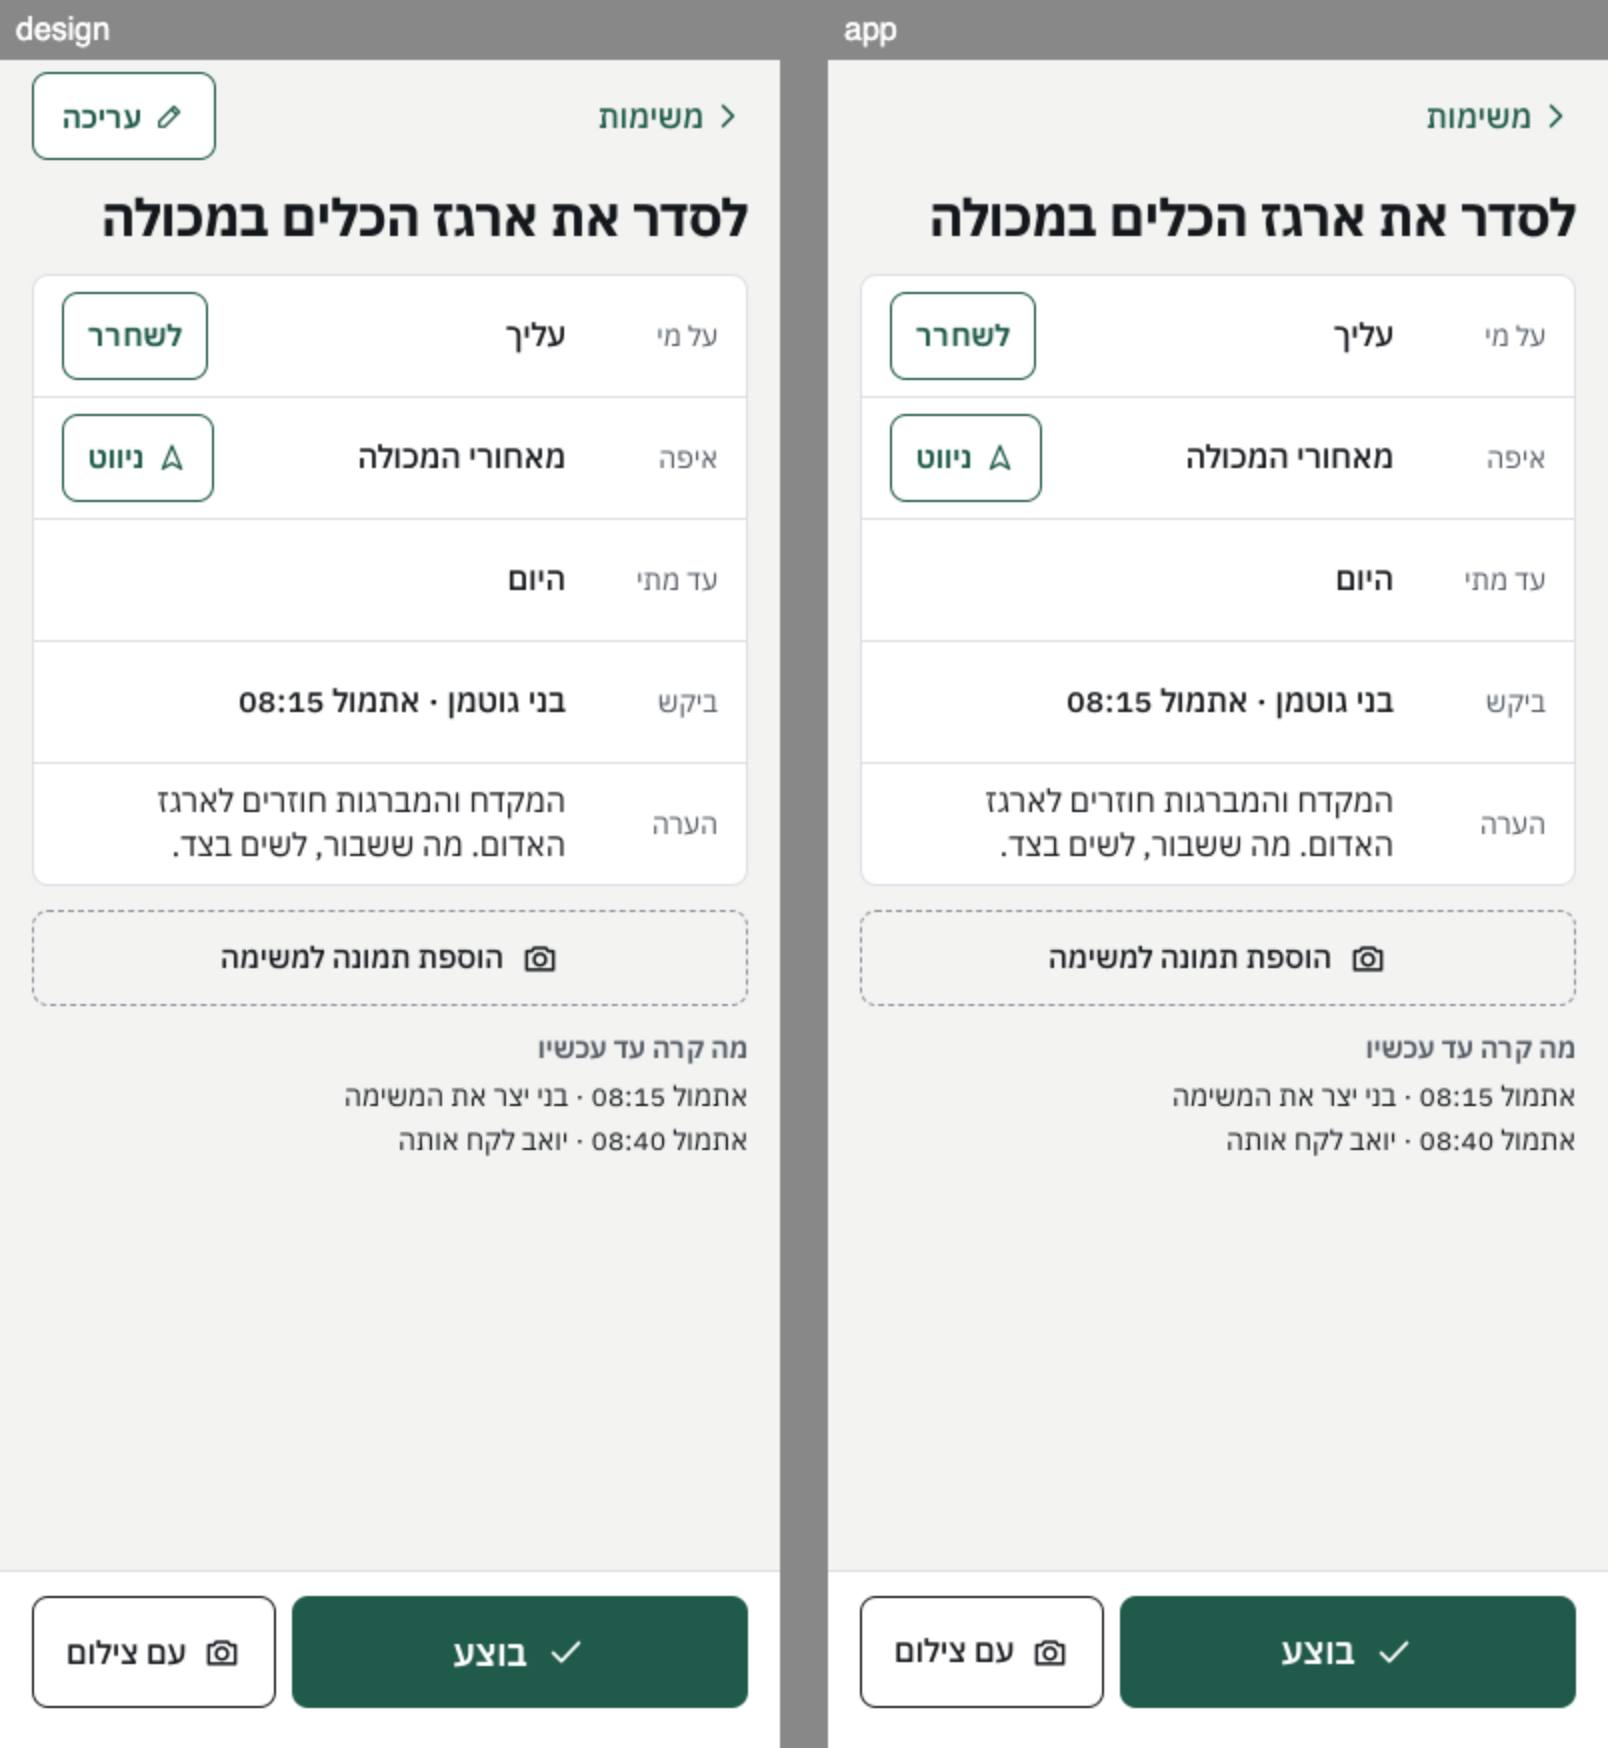 design
משימות
עריכה
לסדר את ארגז הכלים במכולה
על מי
עליך
לשחרר
איפה
מאחורי המכולה
ניווט
עד מתי
היום
ביקש
בני גוטמן · אתמול 08:15
הערה
המקדח והמברגות חוזרים לארגז
האדום. מה ששבור, לשים בצד.
הוספת תמונה למשימה
מה קרה עד עכשיו
אתמול 08:15 · בני יצר את המשימה
אתמול 08:40 · יואב לקח אותה
בוצע
עם צילום
app
משימות
לסדר את ארגז הכלים במכולה
על מי
עליך
לשחרר
איפה
מאחורי המכולה
ניווט
עד מתי
היום
ביקש
בני גוטמן · אתמול 08:15
הערה
המקדח והמברגות חוזרים לארגז
האדום. מה ששבור, לשים בצד.
הוספת תמונה למשימה
מה קרה עד עכשיו
אתמול 08:15 · בני יצר את המשימה
אתמול 08:40 · יואב לקח אותה
בוצע
עם צילום